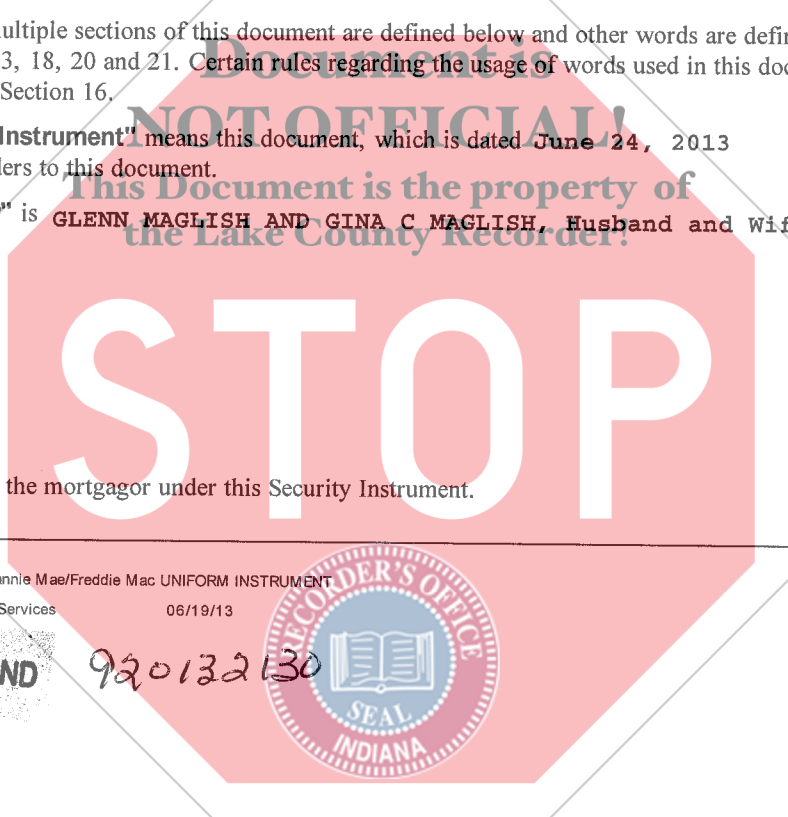 ultiple sections of this document are defined below and other words are defin
Document is
3, 18, 20 and 21. Certain rules regarding the usage of words used in this doc
Section 16.
NOT OFFICIAL!
Instrument" means this document, which is dated June 24, 2013
ders to this document.
This Document is the property of
" is GLENN MAGLISH AND GINA C MAGLISH, Husband and Wif
the Lake County Recorder!
STOP
the mortgagor under this Security Instrument.
nnie Mae/Freddie Mac UNIFORM INSTRUMENT
Services 06/19/13
ND 920132130
RECORDER'S OFFICE
SEAL
INDIANA